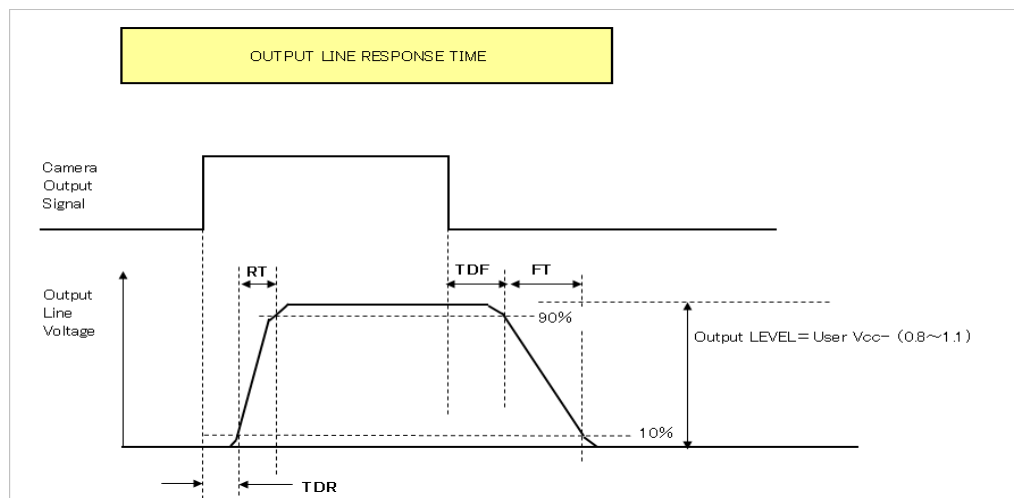 OUTPUT LINE RESPONSE TIME
Camera
Output
Signal
RT
TDF
FT
Output
Line
Voltage
90%
Output LEVEL=User Vcc-（0.8～1.1）
10%
TDR